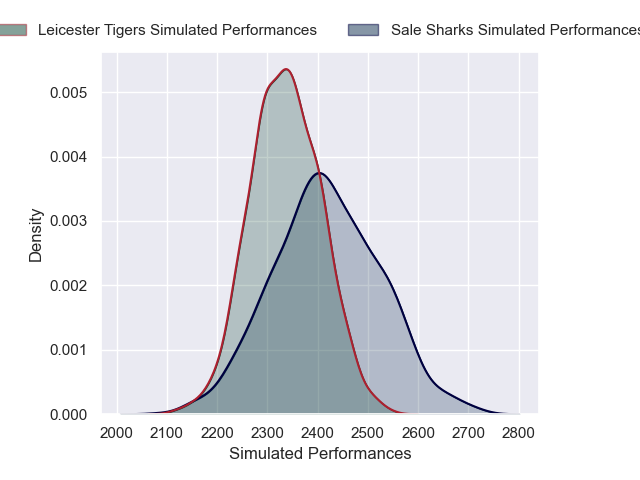 Leicester Tigers Simulated Performances
Sale Sharks Simulated Performances
0.005
0.004
0.003
0.002
0.001
0.000
Density
2000 2100 2200 2300 2400 2500 2600 2700 2800
Simulated Performances